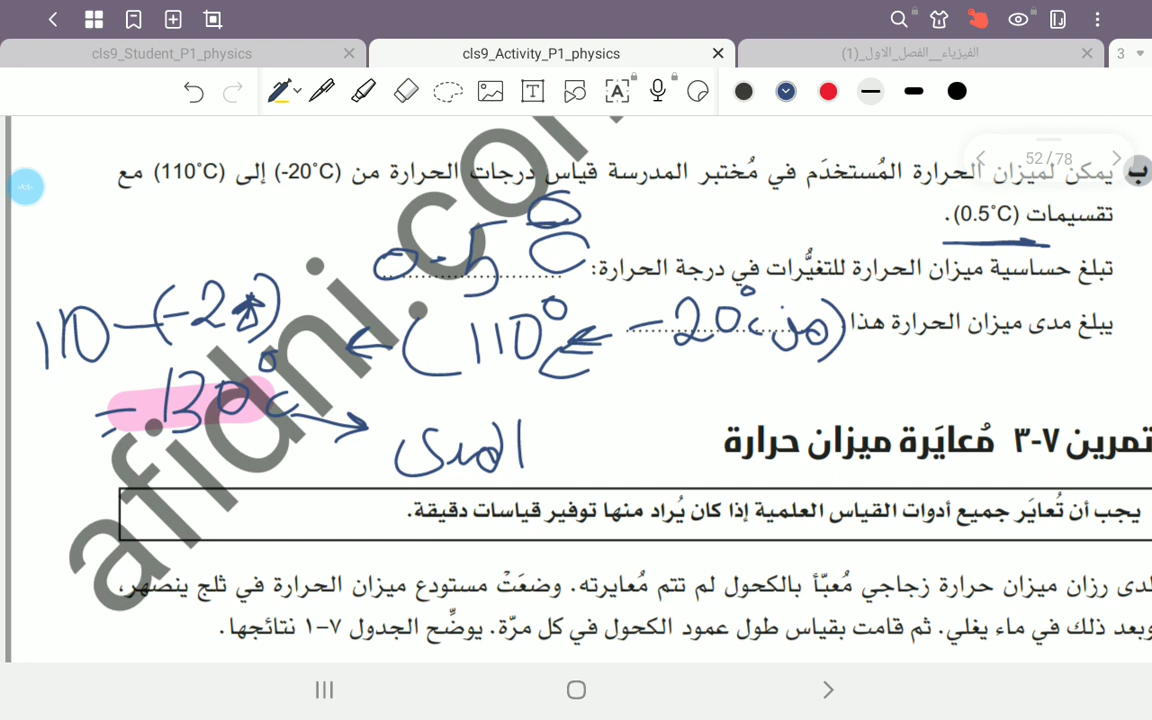 cls9_Student_P1_physics
cls9_Activity_P1_physics
الفيزياء__الفصل_الاول_(1)
3
52/78
ب يمكن لميزان الحرارة المُستخدَم في مُختبر المدرسة قياس درجات الحرارة من (-20°C) إلى (110°C) مع
تقسيمات (0.5°C).
تبلغ حساسية ميزان الحرارة للتغيُّرات في درجة الحرارة: 0.5
يبلغ مدى ميزان الحرارة هذا: (من -20°C ← 110°)
110-(-20)
= 130°C
المدى
تمرين ٧-٣ مُعايَرة ميزان حرارة
يجب أن تُعايَر جميع أدوات القياس العلمية إذا كان يُراد منها توفير قياسات دقيقة.
لدى رزان ميزان حرارة زجاجي مُعبّأ بالكحول لم تتم مُعايرته. وضعَتْ مستودع ميزان الحرارة في ثلج ينصهر،
وبعد ذلك في ماء يغلي. ثم قامت بقياس طول عمود الكحول في كل مرّة. يوضِّح الجدول ٧-١ نتائجها.
afidni.com